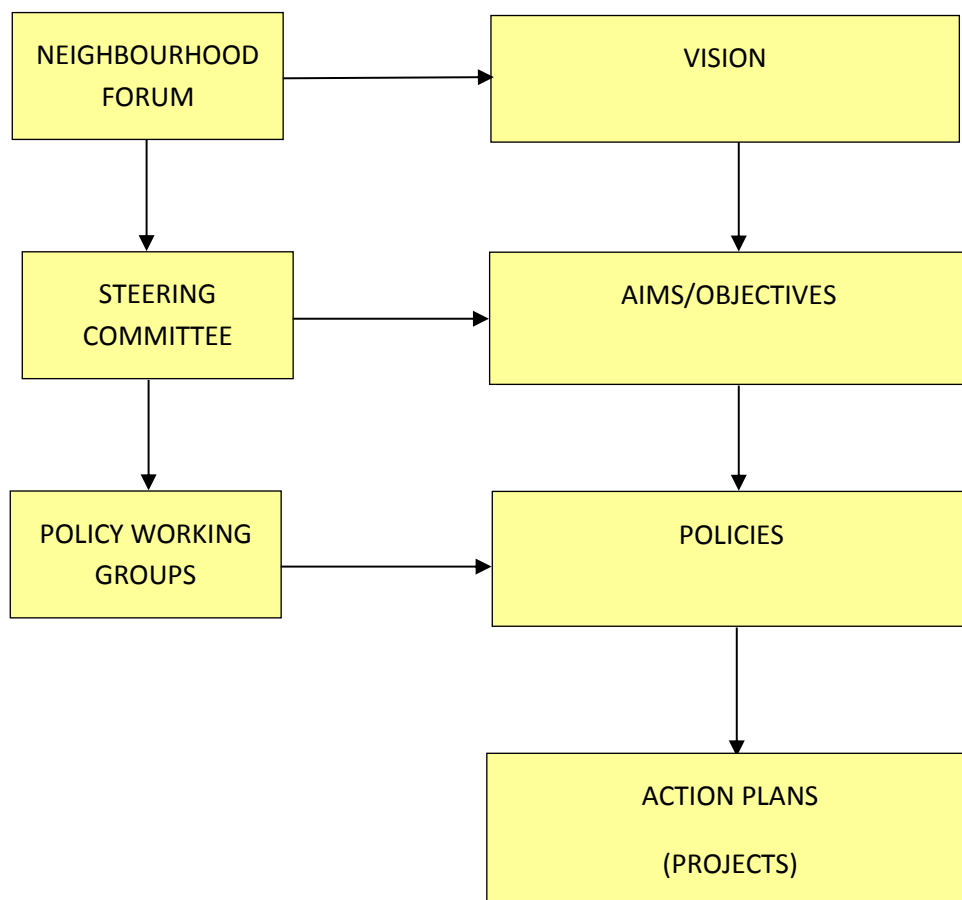 NEIGHBOURHOOD
FORUM
VISION
STEERING
COMMITTEE
AIMS/OBJECTIVES
POLICY WORKING
GROUPS
POLICIES
ACTION PLANS
(PROJECTS)